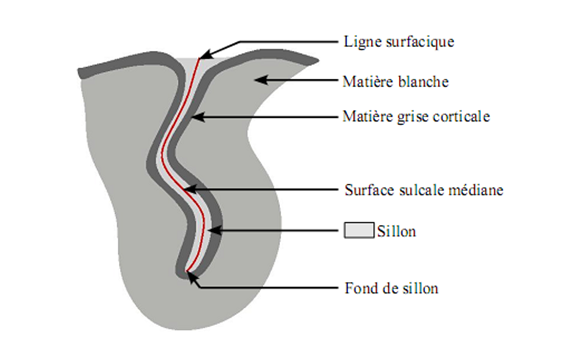 Ligne surfacique
Matière blanche
Matière grise corticale
Surface sulcale médiane
Sillon
Fond de sillon